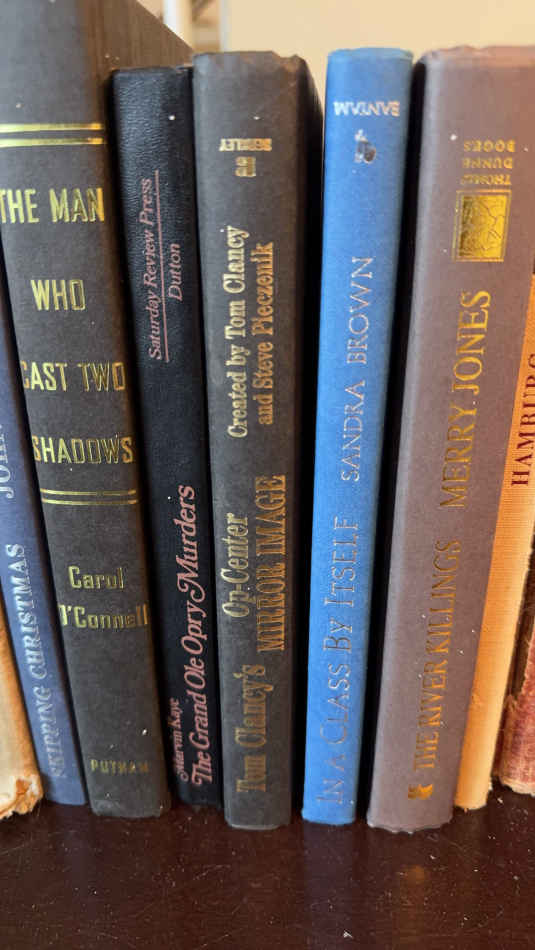 SKIPPING CHRISTMAS
JOHN
THE MAN
WHO
CAST TWO
SHADOWS
Carol
O'Connell
PUTNAM
Marvin Kaye
The Grand Ole Opry Murders
Saturday Review Press
Dutton
Tom Clancy's
Op-Center
MIRROR IMAGE
Created by Tom Clancy
and Steve Pieczenik
BERKLEY
IN A CLASS BY ITSELF
SANDRA BROWN
BANTAM
THE RIVER KILLINGS
MERRY JONES
THOMAS
DUNNE
BOOKS
HAMBURG